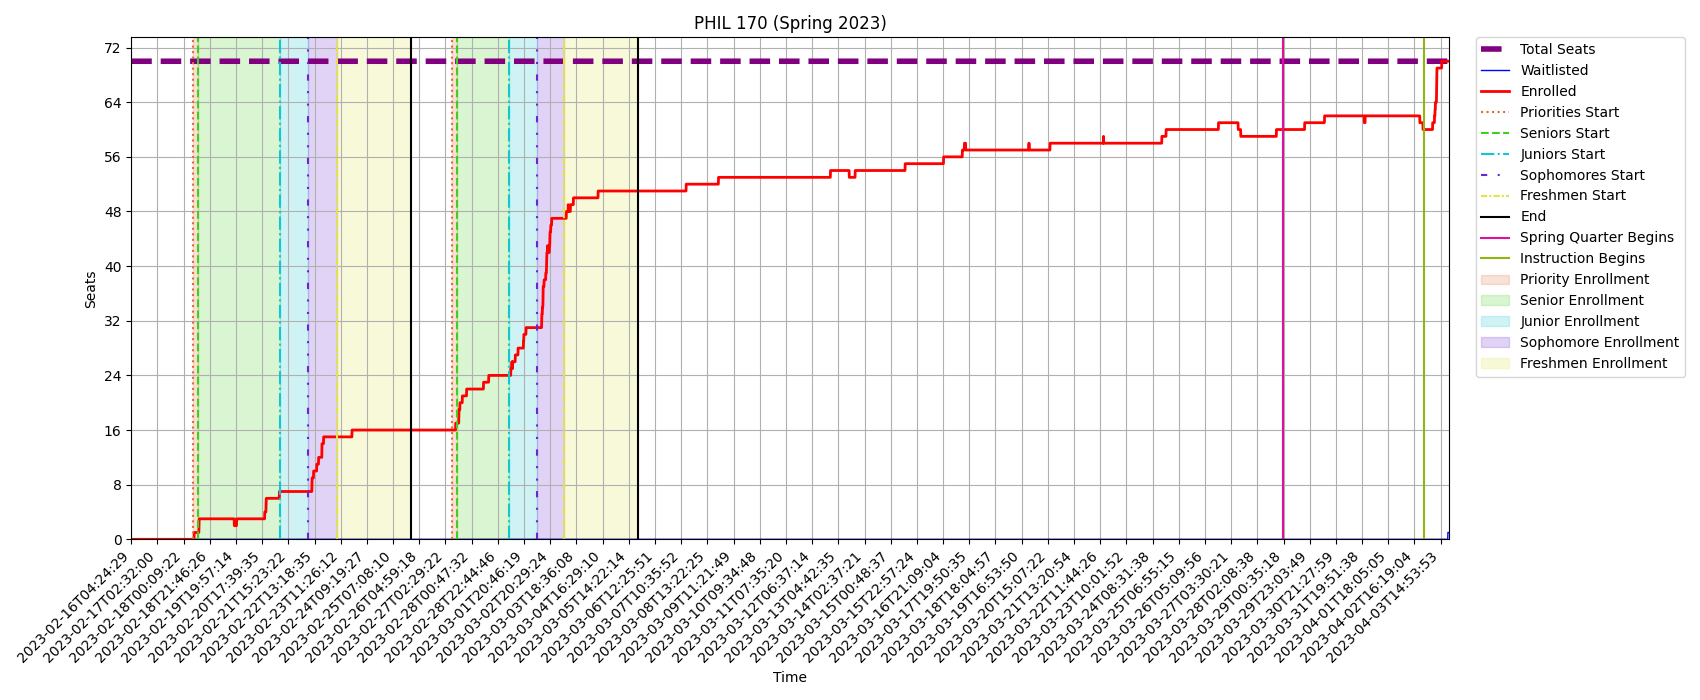 PHIL 170 (Spring 2023)
Seats
72
64
56
48
40
32
24
16
8
0
2023-02-16T04:24:29
2023-02-17T02:32:00
2023-02-18T00:09:22
2023-02-18T21:46:26
2023-02-19T19:57:14
2023-02-20T17:39:35
2023-02-21T15:23:22
2023-02-22T13:18:35
2023-02-23T11:26:12
2023-02-24T09:19:27
2023-02-25T07:08:10
2023-02-26T04:59:18
2023-02-27T02:29:22
2023-02-28T00:47:32
2023-02-28T22:44:46
2023-03-01T20:46:19
2023-03-02T20:29:24
2023-03-03T18:36:08
2023-03-04T16:29:10
2023-03-05T14:22:14
2023-03-06T12:25:51
2023-03-07T10:35:52
2023-03-08T13:22:25
2023-03-09T11:21:49
2023-03-10T09:34:48
2023-03-11T07:35:20
2023-03-12T06:37:14
2023-03-13T04:42:35
2023-03-14T02:37:21
2023-03-15T00:48:37
2023-03-15T22:57:24
2023-03-16T21:09:04
2023-03-17T19:50:35
2023-03-18T18:04:57
2023-03-19T16:53:50
2023-03-20T15:07:22
2023-03-21T13:20:54
2023-03-22T11:44:26
2023-03-23T10:01:52
2023-03-24T08:31:38
2023-03-25T06:55:15
2023-03-26T05:09:56
2023-03-27T03:30:21
2023-03-28T02:08:38
2023-03-29T00:35:18
2023-03-29T23:03:49
2023-03-30T21:27:59
2023-03-31T19:51:38
2023-04-01T18:05:05
2023-04-02T16:19:04
2023-04-03T14:53:53
Time
Total Seats
Waitlisted
Enrolled
Priorities Start
Seniors Start
Juniors Start
Sophomores Start
Freshmen Start
End
Spring Quarter Begins
Instruction Begins
Priority Enrollment
Senior Enrollment
Junior Enrollment
Sophomore Enrollment
Freshmen Enrollment